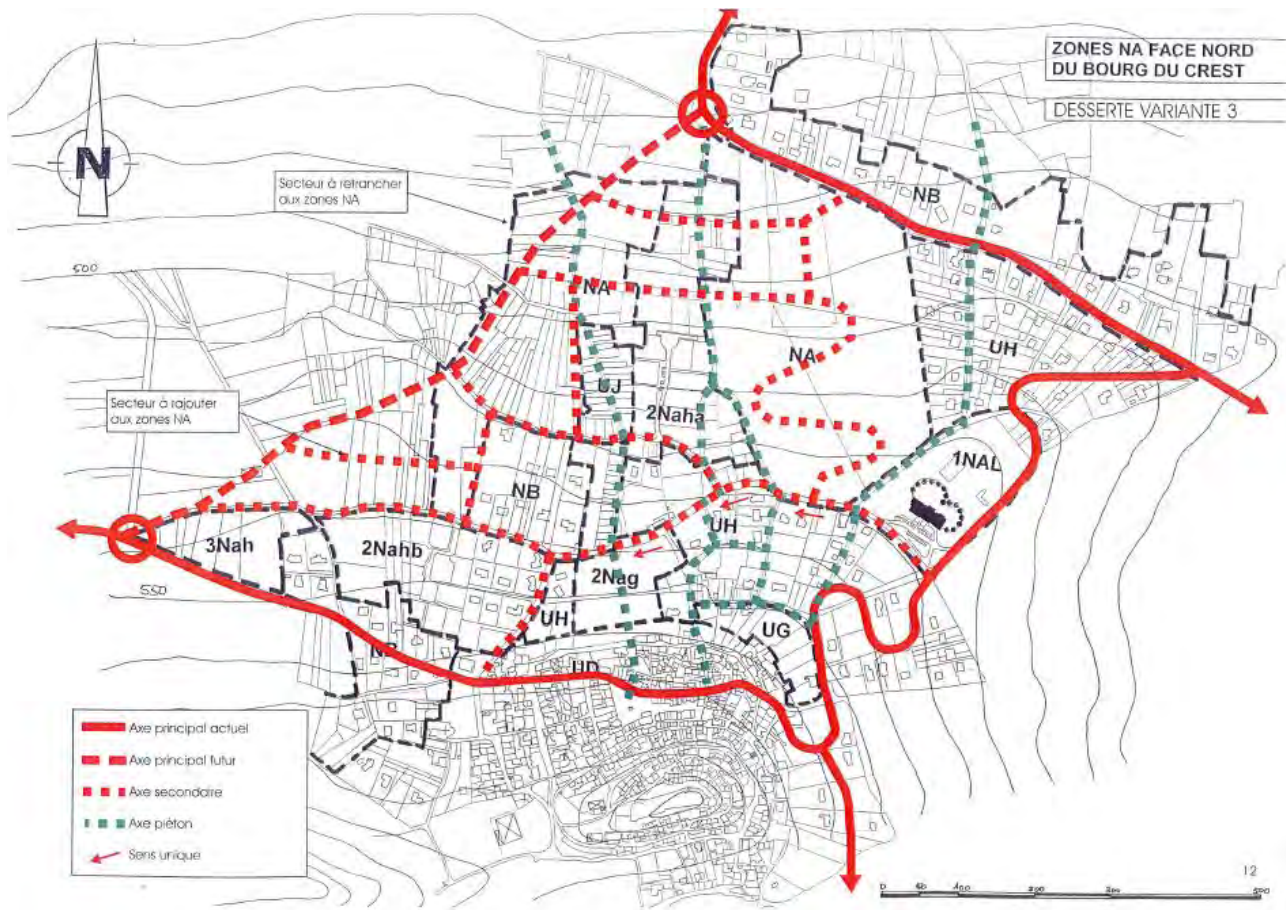 ZONES NA FACE NORD
DU BOURG DU CREST
DESSERTE VARIANTE 3
N
Secteur à retrancher
aux zones NA
NB
500
NA
NA
UH
UJ
2Naha
Secteur à rajouter
aux zones NA
1NAL
NB
UH
3Nah
2Nahb
2Nag
550
UH
UG
NB
UD
Axe principal actuel
Axe principal futur
Axe secondaire
Axe piéton
Sens unique
12
0 50 100 200 300 500